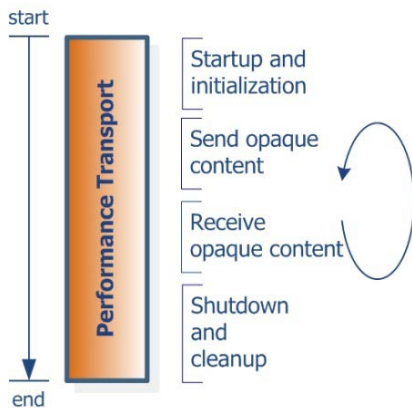 start
Performance Transport
Startup and
initialization
Send opaque
content
Receive
opaque content
Shutdown
and
cleanup
end